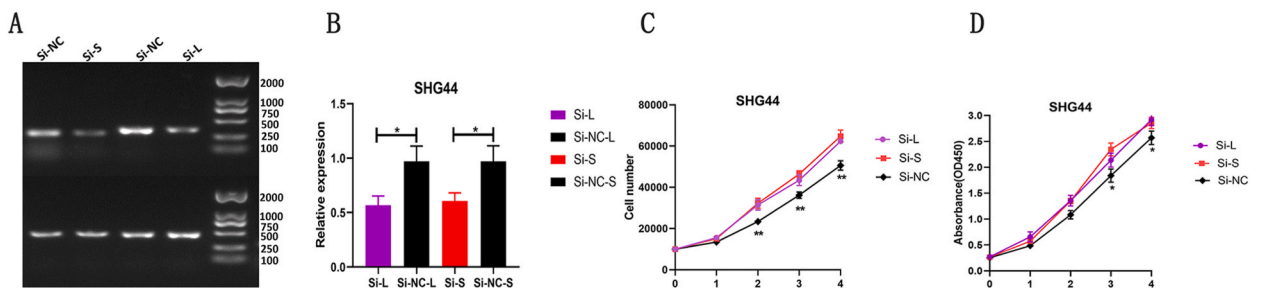 A
Si-NC Si-S Si-NC Si-L
2000
1000
750
500
250
100
2000
1000
750
500
250
100
B
SHG44
Relative expression
1.5
1.0
0.5
0.0
* *
Si-L Si-NC-L Si-S Si-NC-S
Si-L
Si-NC-L
Si-S
Si-NC-S
C
SHG44
Cell number
80000
60000
40000
20000
0
0 1 2 3 4
** ** **
Si-L
Si-S
Si-NC
D
SHG44
Absorbance(OD450)
3.0
2.5
2.0
1.5
1.0
0.5
0.0
0 1 2 3 4
* *
Si-L
Si-S
Si-NC